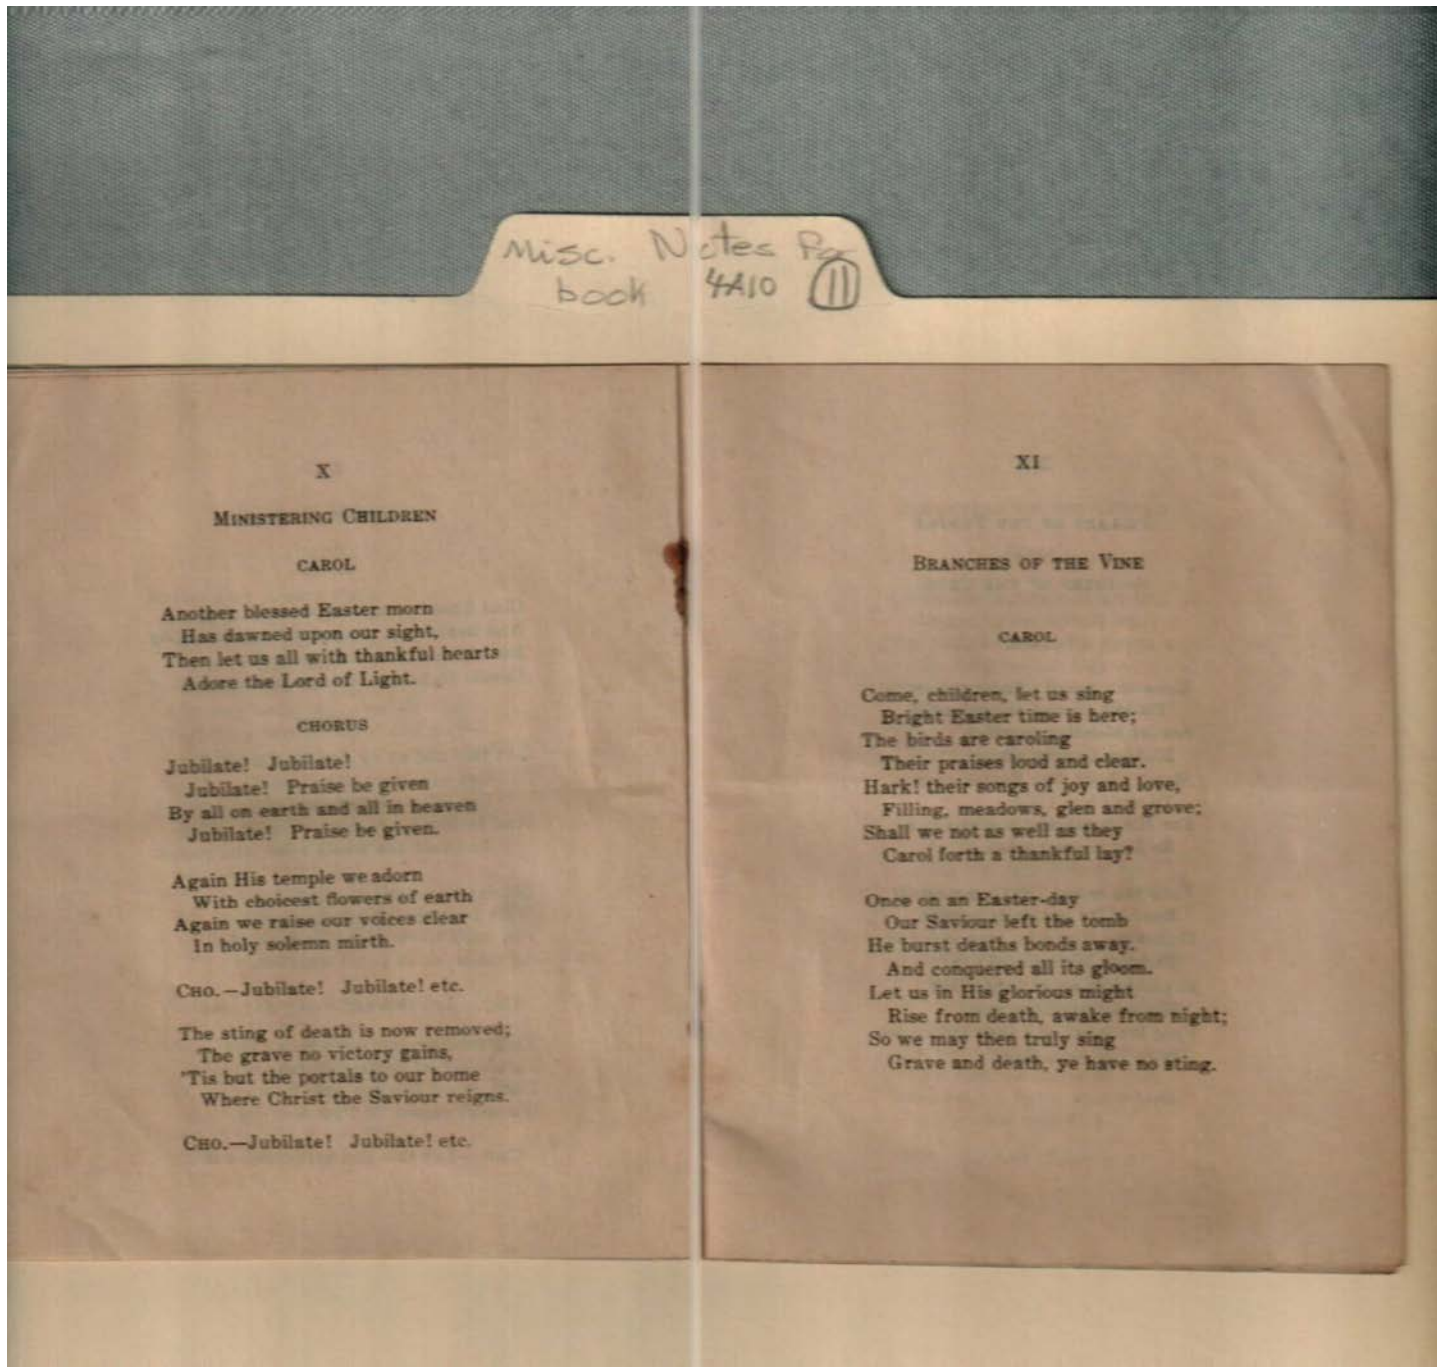 Misc. Notes for
book 4A10 11
X
MINISTERING CHILDREN
CAROL
Another blessed Easter morn
Has dawned upon our sight,
Then let us all with thankful hearts
Adore the Lord of Light.
CHORUS
Jubilate! Jubilate!
Jubilate! Praise be given
By all on earth and all in heaven
Jubilate! Praise be given.
Again His temple we adorn
With choicest flowers of earth
Again we raise our voices clear
In holy solemn mirth.
CHO.—Jubilate! Jubilate! etc.
The sting of death is now removed;
The grave no victory gains,
'Tis but the portals to our home
Where Christ the Saviour reigns.
CHO.—Jubilate! Jubilate! etc.
XI
BRANCHES OF THE VINE
CAROL
Come, children, let us sing
Bright Easter time is here;
The birds are caroling
Their praises loud and clear.
Hark! their songs of joy and love,
Filling, meadows, glen and grove;
Shall we not as well as they
Carol forth a thankful lay?
Once on an Easter-day
Our Saviour left the tomb
He burst deaths bonds away.
And conquered all its gloom.
Let us in His glorious might
Rise from death, awake from night;
So we may then truly sing
Grave and death, ye have no sting.